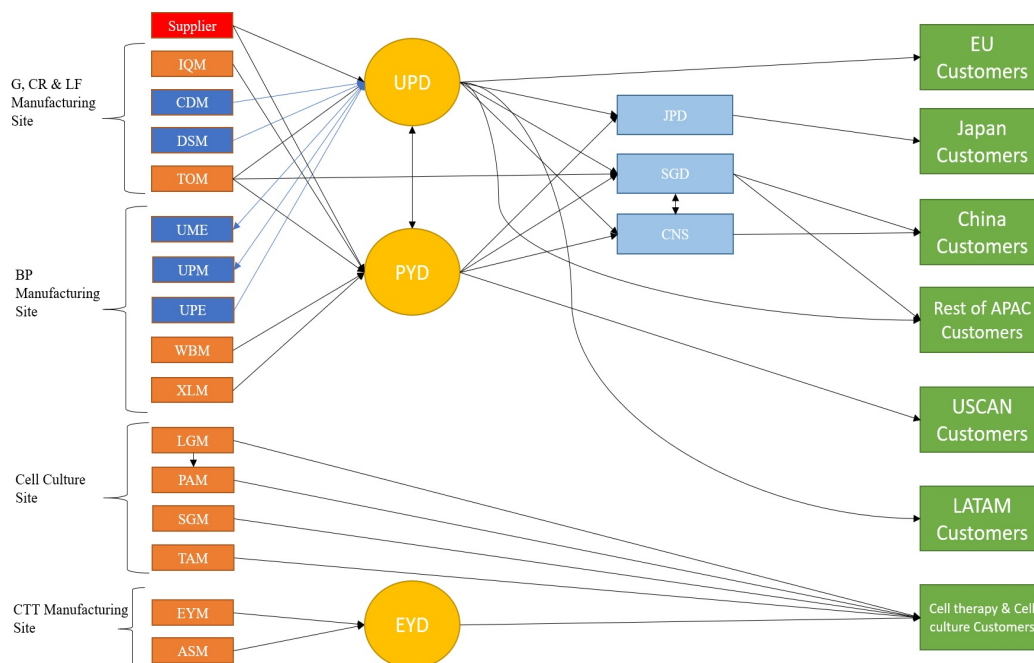 Supplier
G, CR & LF
Manufacturing
Site
IQM
CDM
DSM
TOM
BP
Manufacturing
Site
UME
UPM
UPE
WBM
XLM
Cell Culture
Site
LGM
PAM
SGM
TAM
CTT Manufacturing
Site
EYM
ASM
UPD
PYD
EYD
JPD
SGD
CNS
EU
Customers
Japan
Customers
China
Customers
Rest of APAC
Customers
USCAN
Customers
LATAM
Customers
Cell therapy & Cell
culture Customers